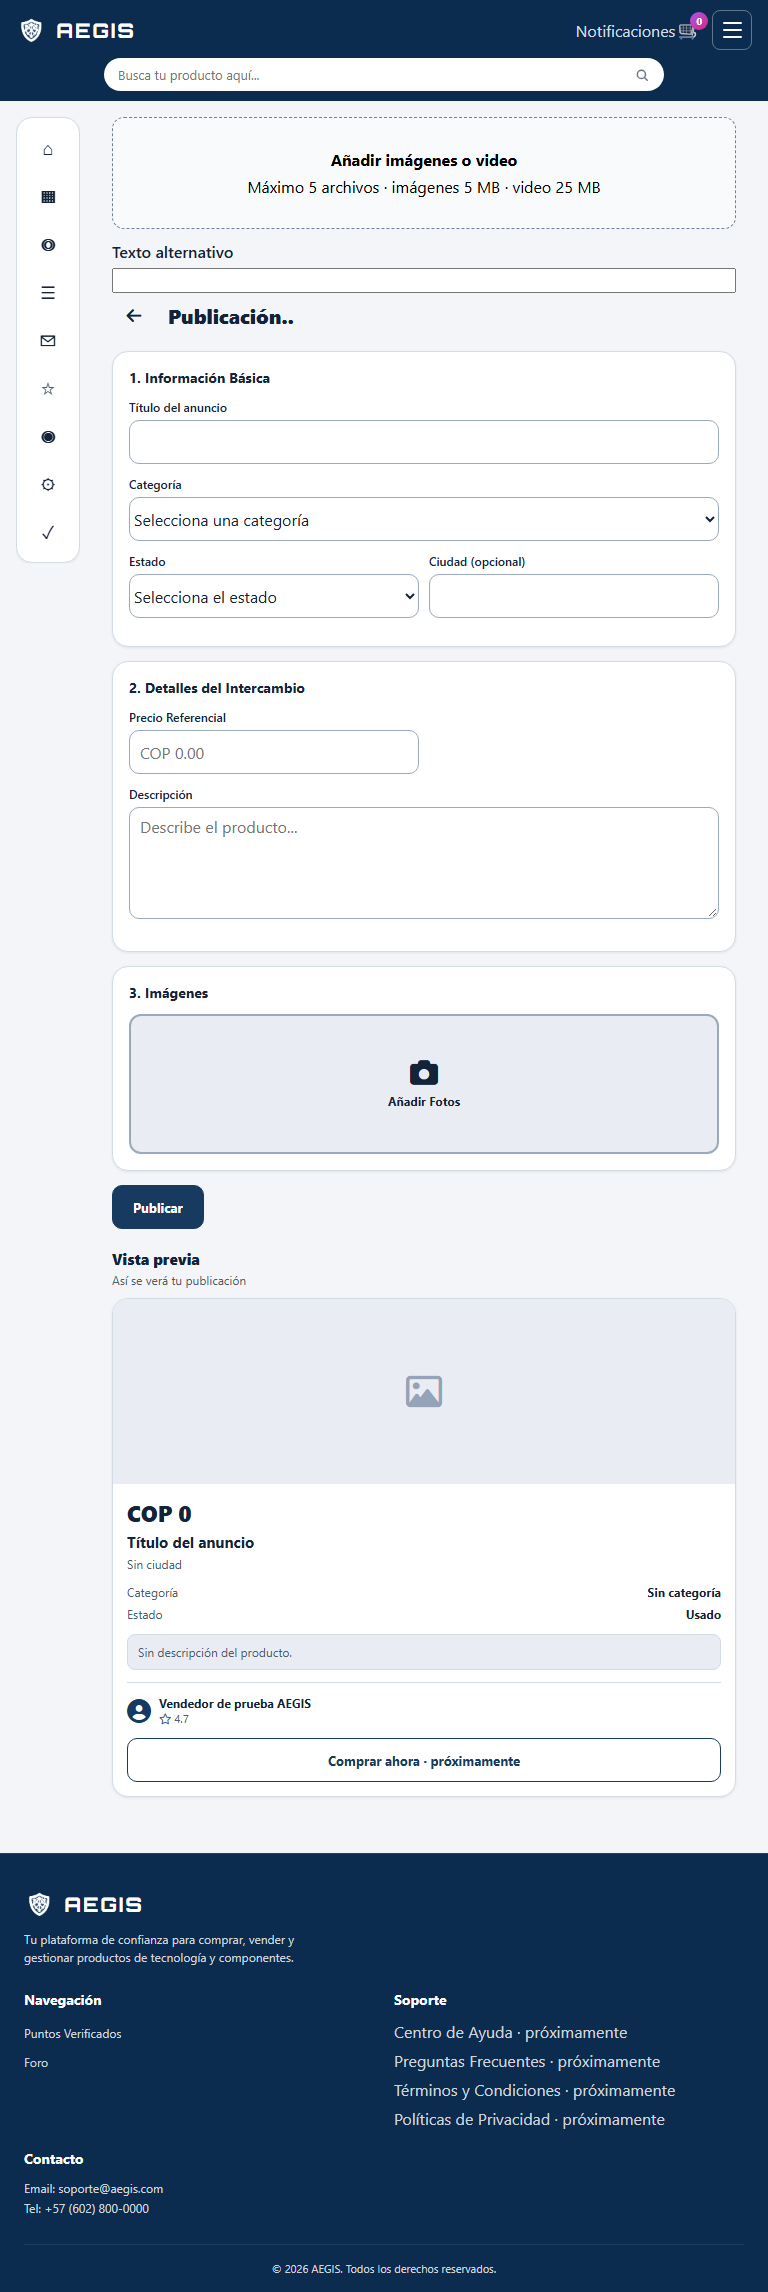 AEGIS
Notificaciones
0
Busca tu producto aquí...
Añadir imágenes o video
Máximo 5 archivos · imágenes 5 MB · video 25 MB
Texto alternativo
Publicación..
1. Información Básica
Título del anuncio
Categoría
Selecciona una categoría
Estado
Ciudad (opcional)
Selecciona el estado
2. Detalles del Intercambio
Precio Referencial
COP 0.00
Descripción
Describe el producto...
3. Imágenes
Añadir Fotos
Publicar
Vista previa
Así se verá tu publicación
COP 0
Título del anuncio
Sin ciudad
Categoría Sin categoría
Estado Usado
Sin descripción del producto.
Vendedor de prueba AEGIS
4.7
Comprar ahora · próximamente
AEGIS
Tu plataforma de confianza para comprar, vender y
gestionar productos de tecnología y componentes.
Navegación
Puntos Verificados
Foro
Soporte
Centro de Ayuda · próximamente
Preguntas Frecuentes · próximamente
Términos y Condiciones · próximamente
Políticas de Privacidad · próximamente
Contacto
Email: soporte@aegis.com
Tel: +57 (602) 800-0000
© 2026 AEGIS. Todos los derechos reservados.